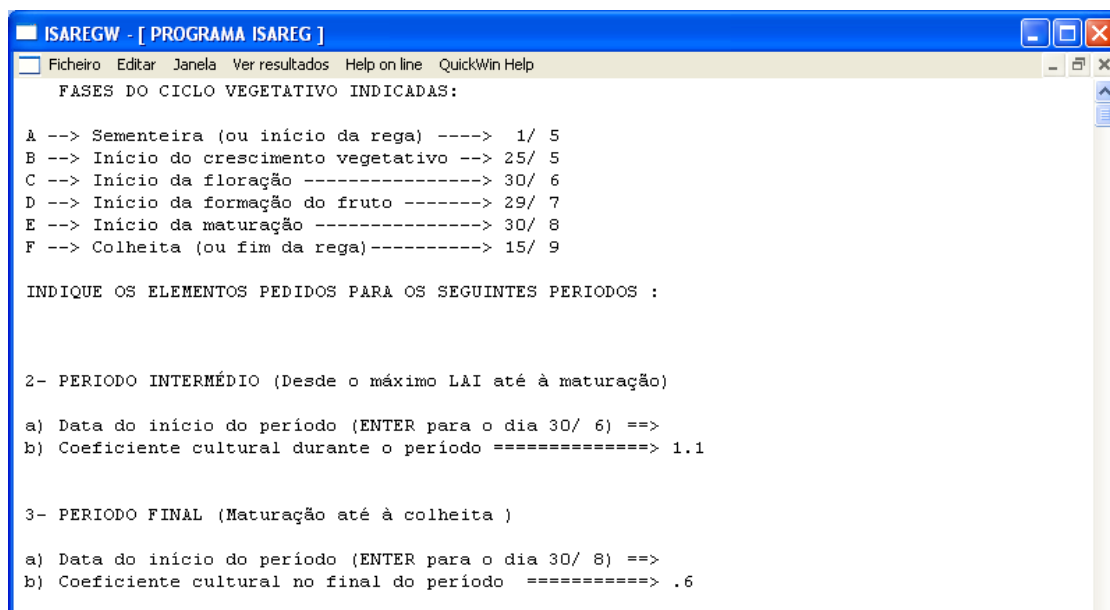 ISAREGW - [ PROGRAMA ISAREG ]
Ficheiro Editar Janela Ver resultados Help on line QuickWin Help
FASES DO CICLO VEGETATIVO INDICADAS:
A --> Sementeira (ou início da rega) ----> 1/ 5
B --> Início do crescimento vegetativo --> 25/ 5
C --> Início da floração ----------------> 30/ 6
D --> Início da formação do fruto -------> 29/ 7
E --> Início da maturação ---------------> 30/ 8
F --> Colheita (ou fim da rega)----------> 15/ 9
INDIQUE OS ELEMENTOS PEDIDOS PARA OS SEGUINTES PERIODOS :
2- PERIODO INTERMÉDIO (Desde o máximo LAI até à maturação)
a) Data do início do período (ENTER para o dia 30/ 6) ==>
b) Coeficiente cultural durante o período ==============> 1.1
3- PERIODO FINAL (Maturação até à colheita )
a) Data do início do período (ENTER para o dia 30/ 8) ==>
b) Coeficiente cultural no final do período ===========> .6